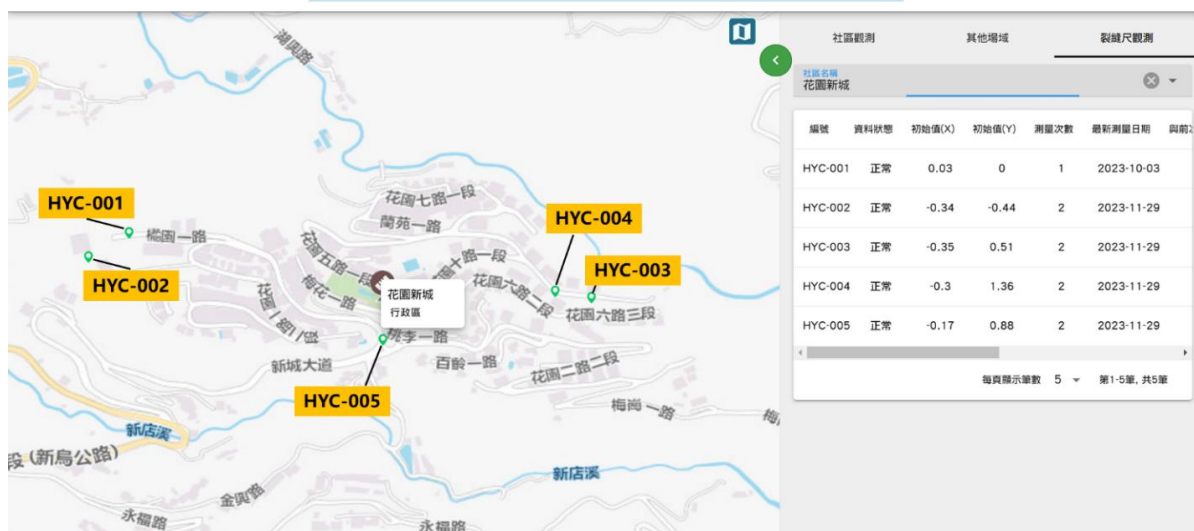 湖興路
HYC-001
樵園一路
HYC-002
花園七路一段
蘭苑一路
HYC-004
HYC-003
花園五路一段
梅花一路
花園十路一段
花園六路二段
花園六路三段
花園新城
行政區
桃李一路
新城大道
百齡一路
花園二路二段
HYC-005
梅崗一路
新店溪
段 (新烏公路)
新店溪
金興路
永福路
永福路
社區觀測
其他場域
裂縫尺觀測
社區名稱
花園新城
編號 資料狀態 初始值(X) 初始值(Y) 測量次數 最新測量日期
HYC-001 正常 0.03 0 1 2023-10-03
HYC-002 正常 -0.34 -0.44 2 2023-11-29
HYC-003 正常 -0.35 0.51 2 2023-11-29
HYC-004 正常 -0.3 1.36 2 2023-11-29
HYC-005 正常 -0.17 0.88 2 2023-11-29
每頁顯示筆數 5 第1-5筆, 共5筆